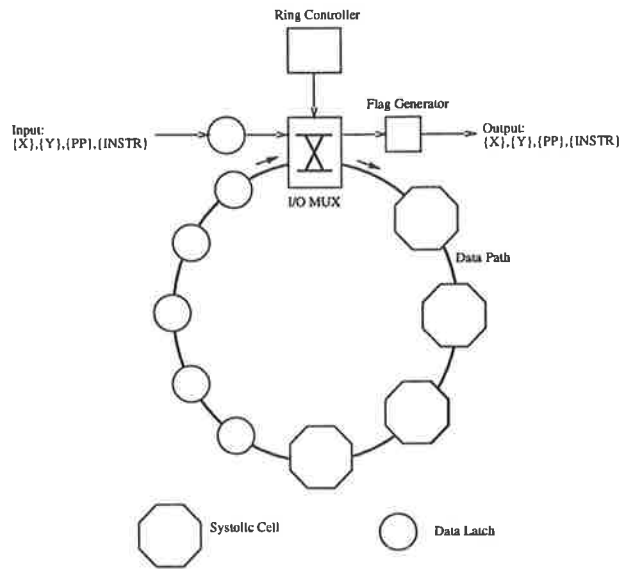 Ring Controller
Flag Generator
Input:
{X},{Y},{PP},{INSTR}
Output:
{X},{Y},{PP},{INSTR}
I/O MUX
Data Path
Systolic Cell
Data Latch